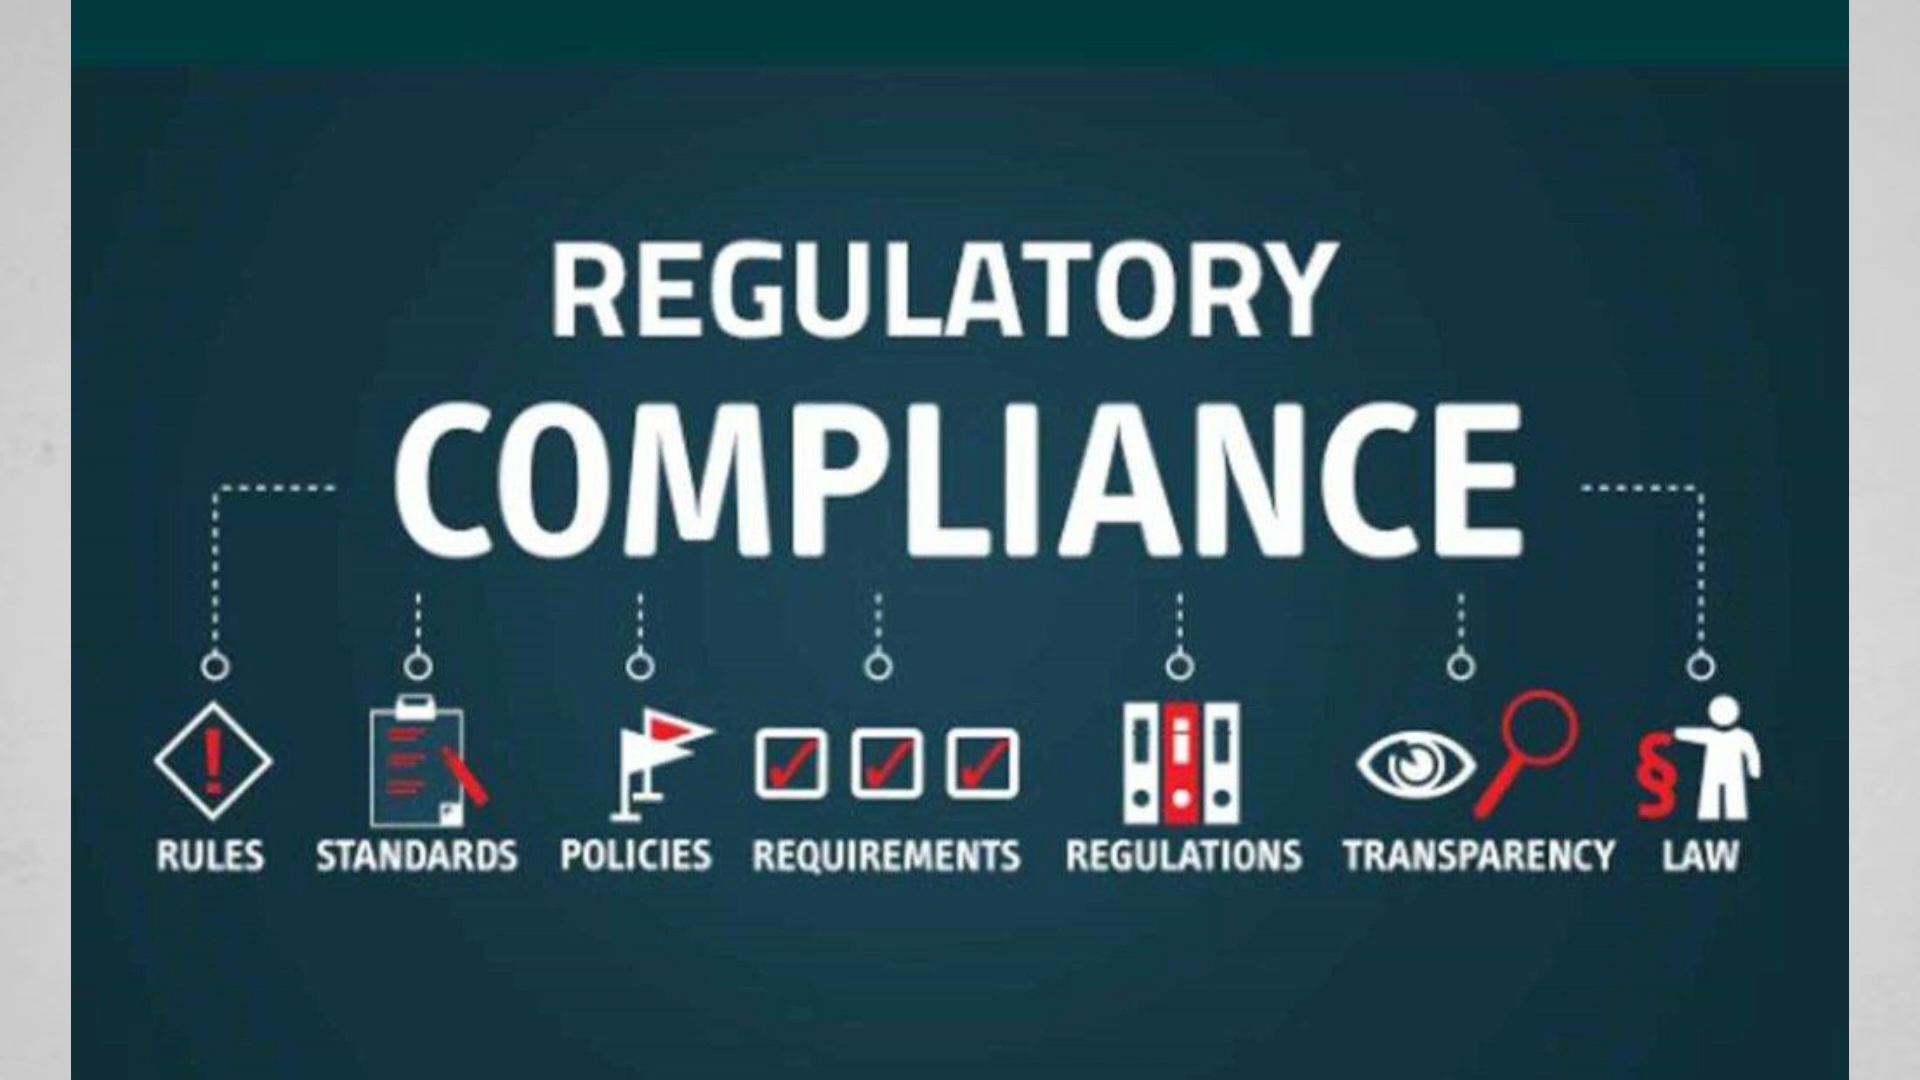 REGULATORY
COMPLIANCE
RULES STANDARDS POLICIES REQUIREMENTS REGULATIONS TRANSPARENCY LAW